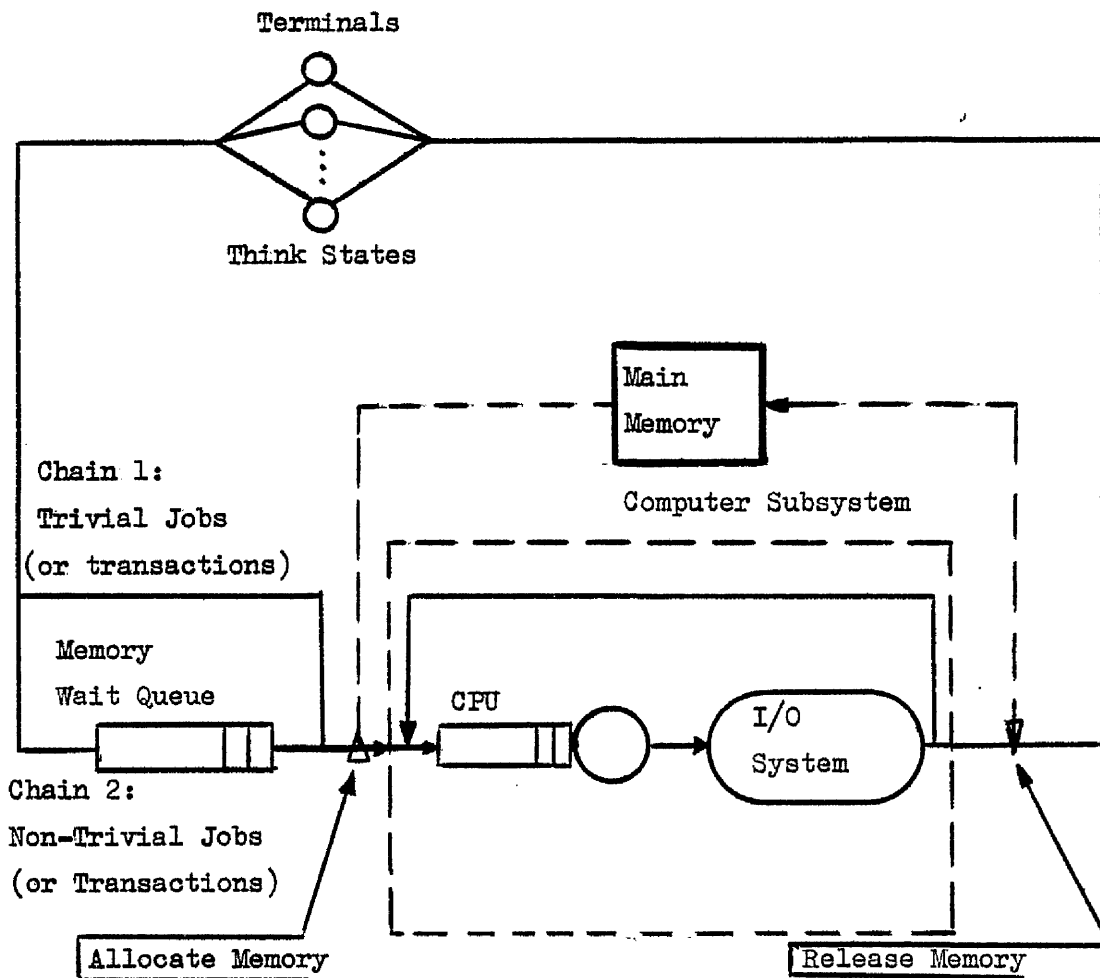 Terminals
Think States
Main
Memory
Computer Subsystem
Chain 1:
Trivial Jobs
(or transactions)
Memory
Wait Queue
CPU
I/O
System
Chain 2:
Non-Trivial Jobs
(or Transactions)
Allocate Memory
Release Memory